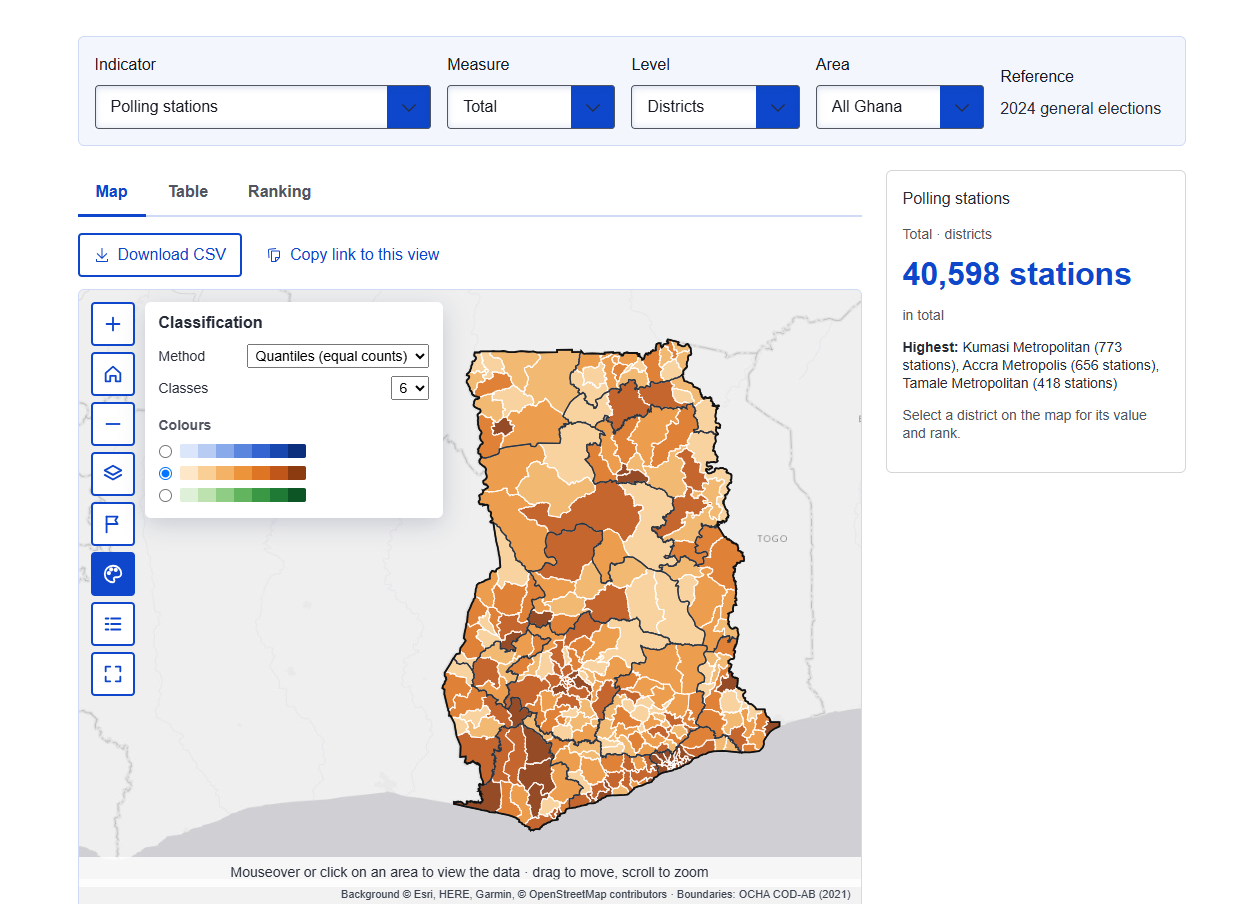 Indicator
Measure
Level
Area
Reference
Polling stations
Total
Districts
All Ghana
2024 general elections
Map
Table
Ranking
Download CSV
Copy link to this view
Classification
Method
Quantiles (equal counts)
Classes
6
Colours
TOGO
Mouseover or click on an area to view the data · drag to move, scroll to zoom
Background © Esri, HERE, Garmin, © OpenStreetMap contributors · Boundaries: OCHA COD-AB (2021)
Polling stations
Total · districts
40,598 stations
in total
Highest: Kumasi Metropolitan (773
stations), Accra Metropolis (656 stations),
Tamale Metropolitan (418 stations)
Select a district on the map for its value
and rank.